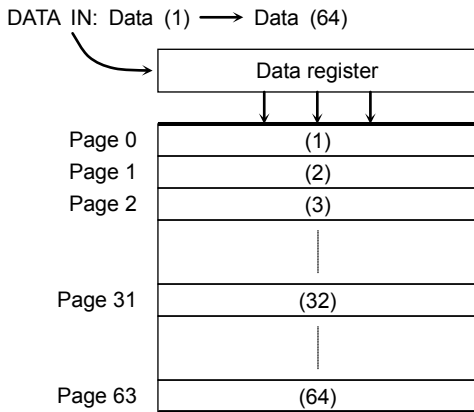 DATA IN: Data (1) ⟶ Data (64)
Data register
Page 0 (1)
Page 1 (2)
Page 2 (3)
Page 31 (32)
Page 63 (64)